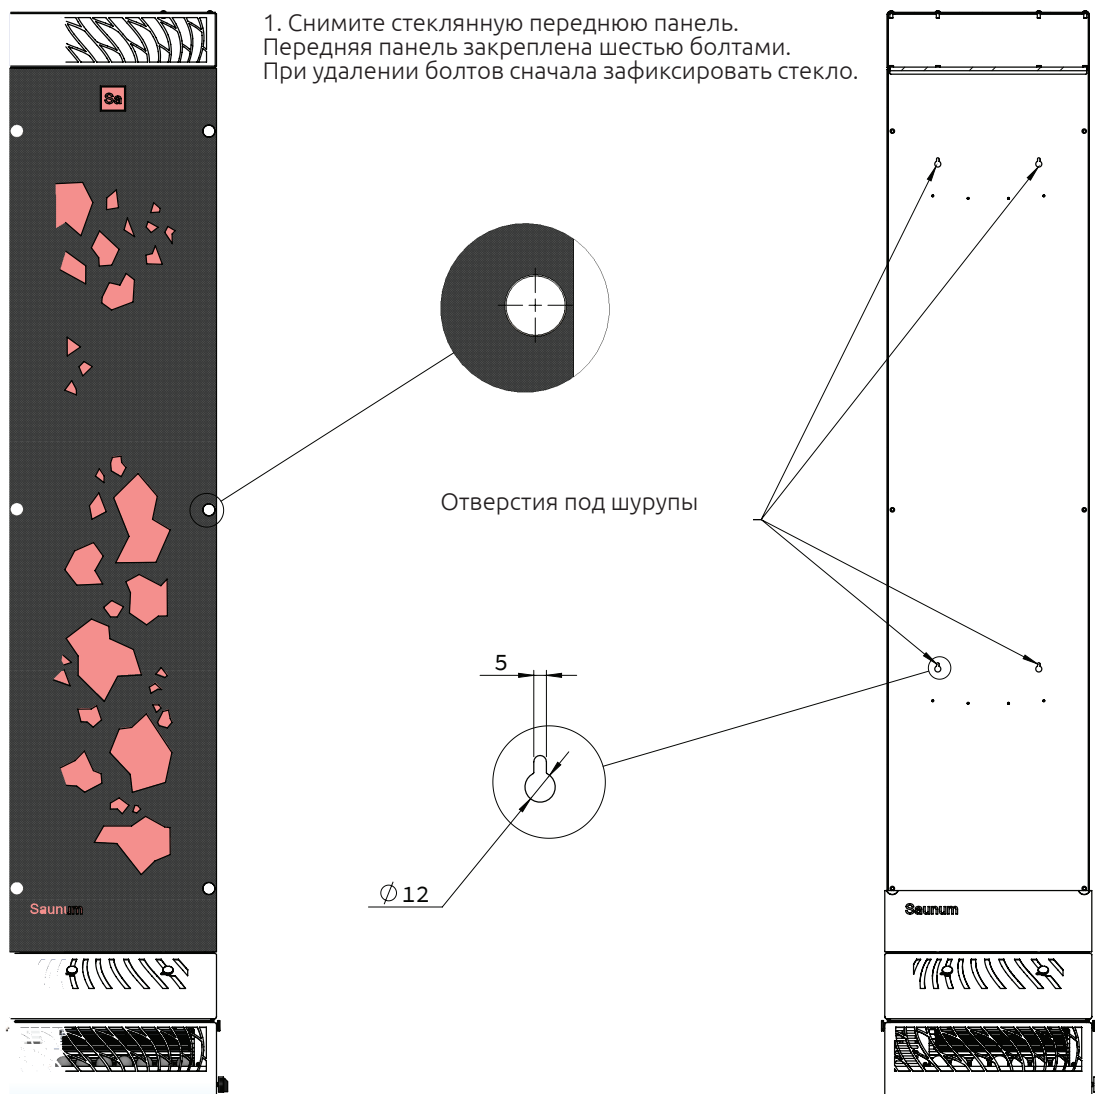 1. Снимите стеклянную переднюю панель.
Передняя панель закреплена шестью болтами.
При удалении болтов сначала зафиксировать стекло.
Sa
Отверстия под шурупы
5
∅ 12
Saunum
Saunum